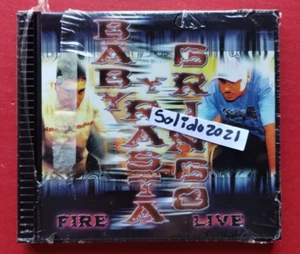 BABY
RASTA
Y
GRINGO
Solido2021
FIRE
LIVE